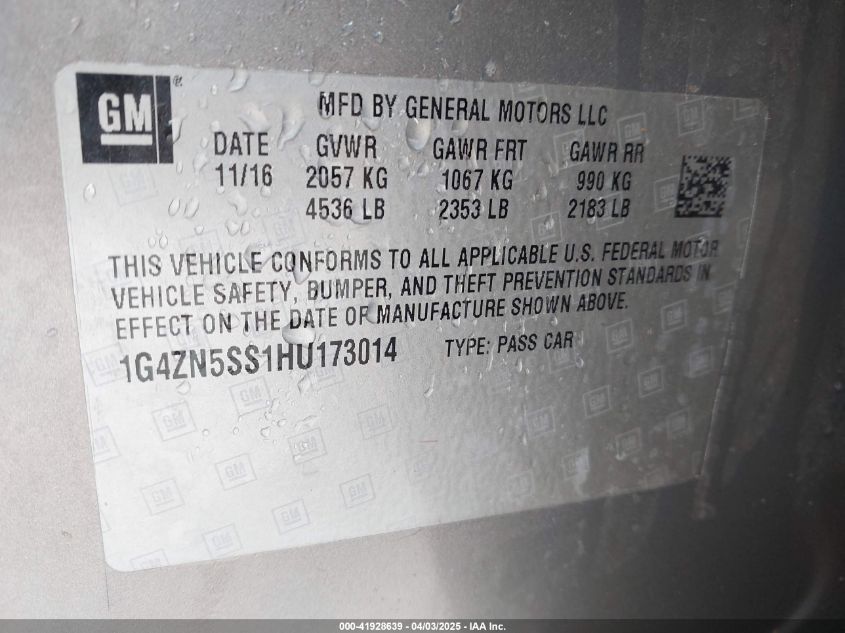 GM®
MFD BY GENERAL MOTORS LLC
DATE GVWR GAWR FRT GAWR RR
11/16 2057 KG 1067 KG 990 KG
4536 LB 2353 LB 2183 LB
THIS VEHICLE CONFORMS TO ALL APPLICABLE U.S. FEDERAL MOTOR
VEHICLE SAFETY, BUMPER, AND THEFT PREVENTION STANDARDS IN
EFFECT ON THE DATE OF MANUFACTURE SHOWN ABOVE.
1G4ZN5SS1HU173014 TYPE: PASS CAR
000-41928639 - 04/03/2025 - IAA Inc.